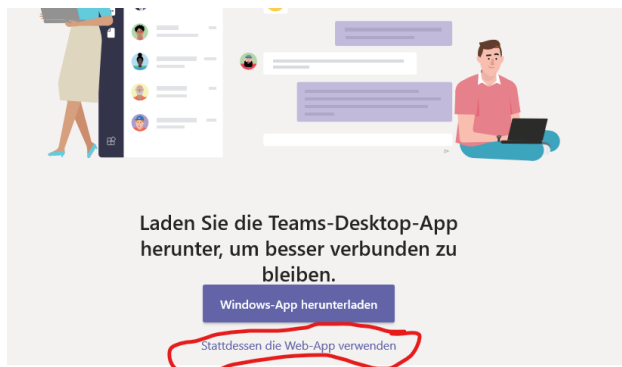 Laden Sie die Teams-Desktop-App
herunter, um besser verbunden zu
bleiben.
Windows-App herunterladen
Stattdessen die Web-App verwenden